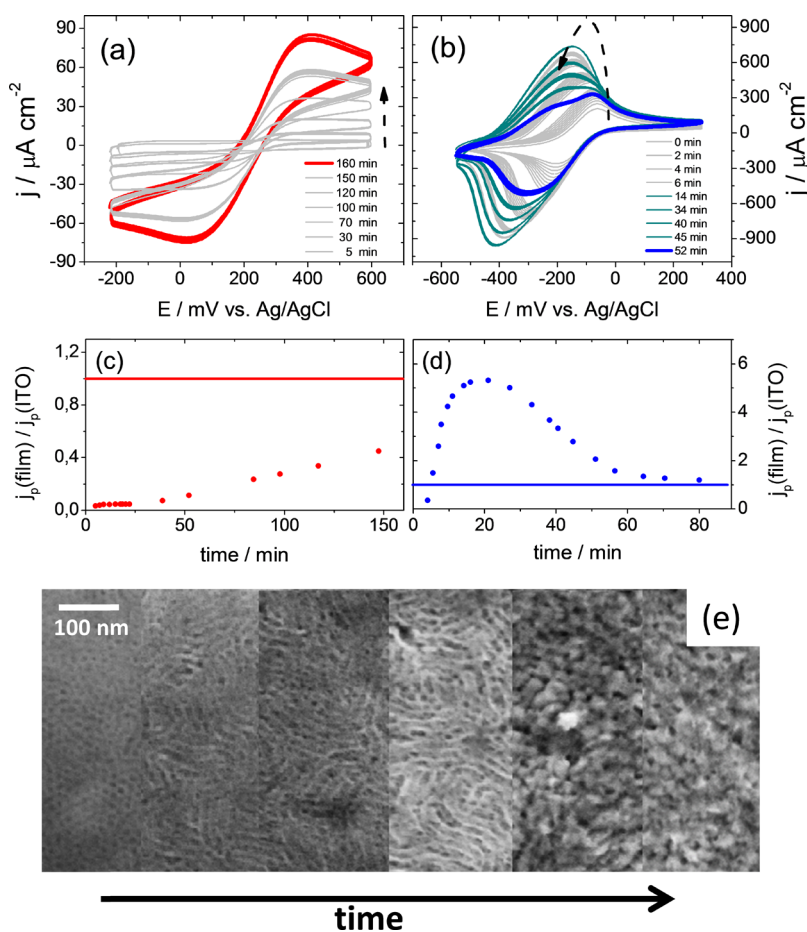 (a)
90
60
30
0
-30
-60
-90
j / μA cm-2
160 min
150 min
120 min
100 min
70 min
30 min
5 min
-200 0 200 400 600
E / mV vs. Ag/AgCl
(b)
900
600
300
0
-300
-600
-900
j / μA cm-2
0 min
2 min
4 min
6 min
14 min
34 min
40 min
45 min
52 min
-600 -400 -200 0 200 400
E / mV vs. Ag/AgCl
(c)
1,2
0,8
0,4
0,0
jp(film) / jp(ITO)
0 50 100 150
time / min
(d)
6
4
2
0
jp(film) / jp(ITO)
0 20 40 60 80
time / min
100 nm
(e)
time